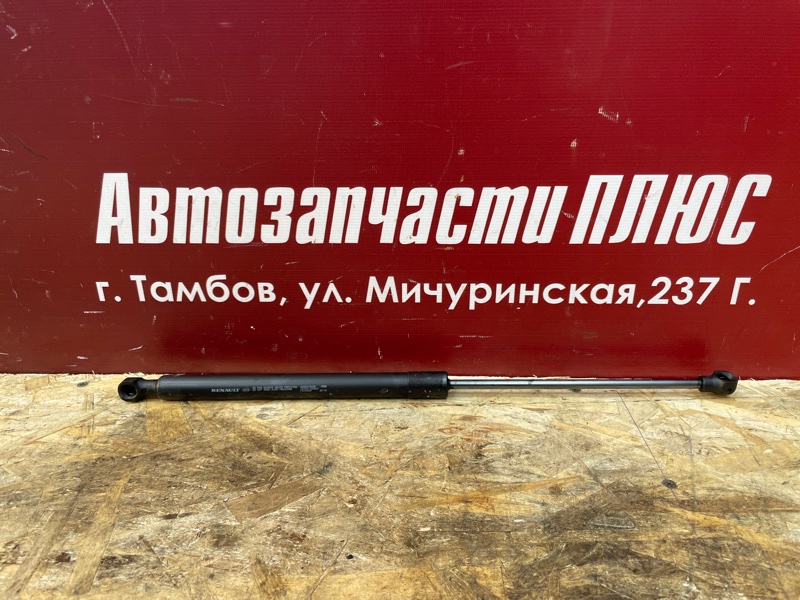 Автозапчасти ПЛЮС
г. Тамбов, ул. Мичуринская,237 Г.
RENAULT